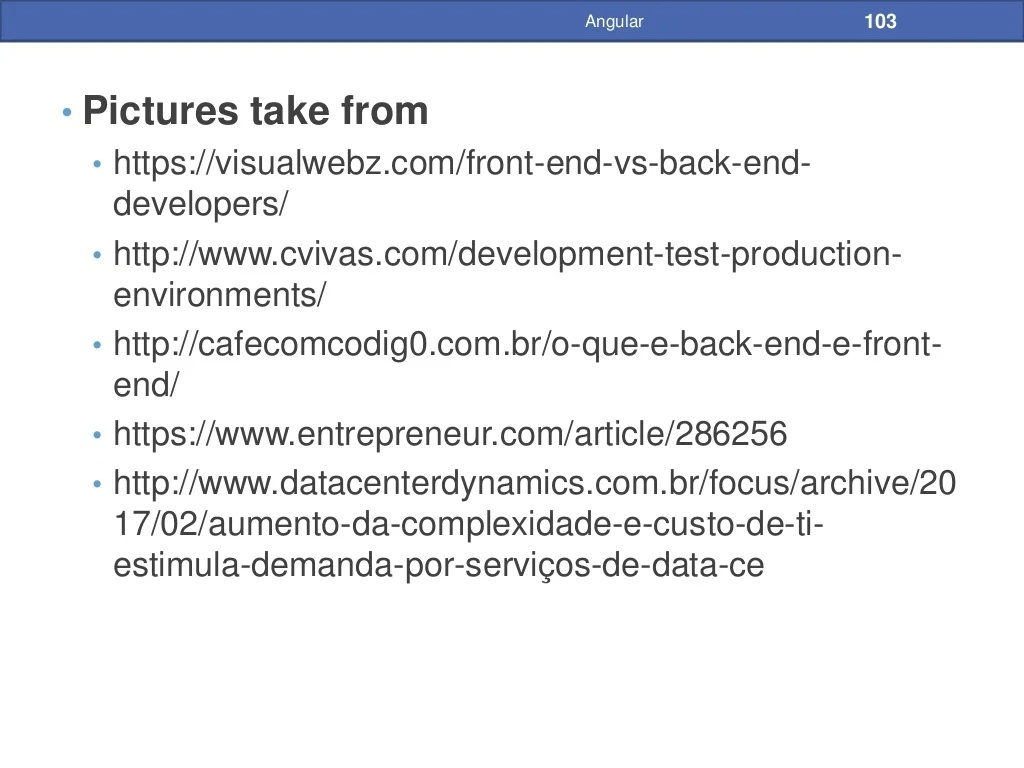 Angular 103
• Pictures take from
• https://visualwebz.com/front-end-vs-back-end-
developers/
• http://www.cvivas.com/development-test-production-
environments/
• http://cafecomcodig0.com.br/o-que-e-back-end-e-front-
end/
• https://www.entrepreneur.com/article/286256
• http://www.datacenterdynamics.com.br/focus/archive/20
17/02/aumento-da-complexidade-e-custo-de-ti-
estimula-demanda-por-serviços-de-data-ce